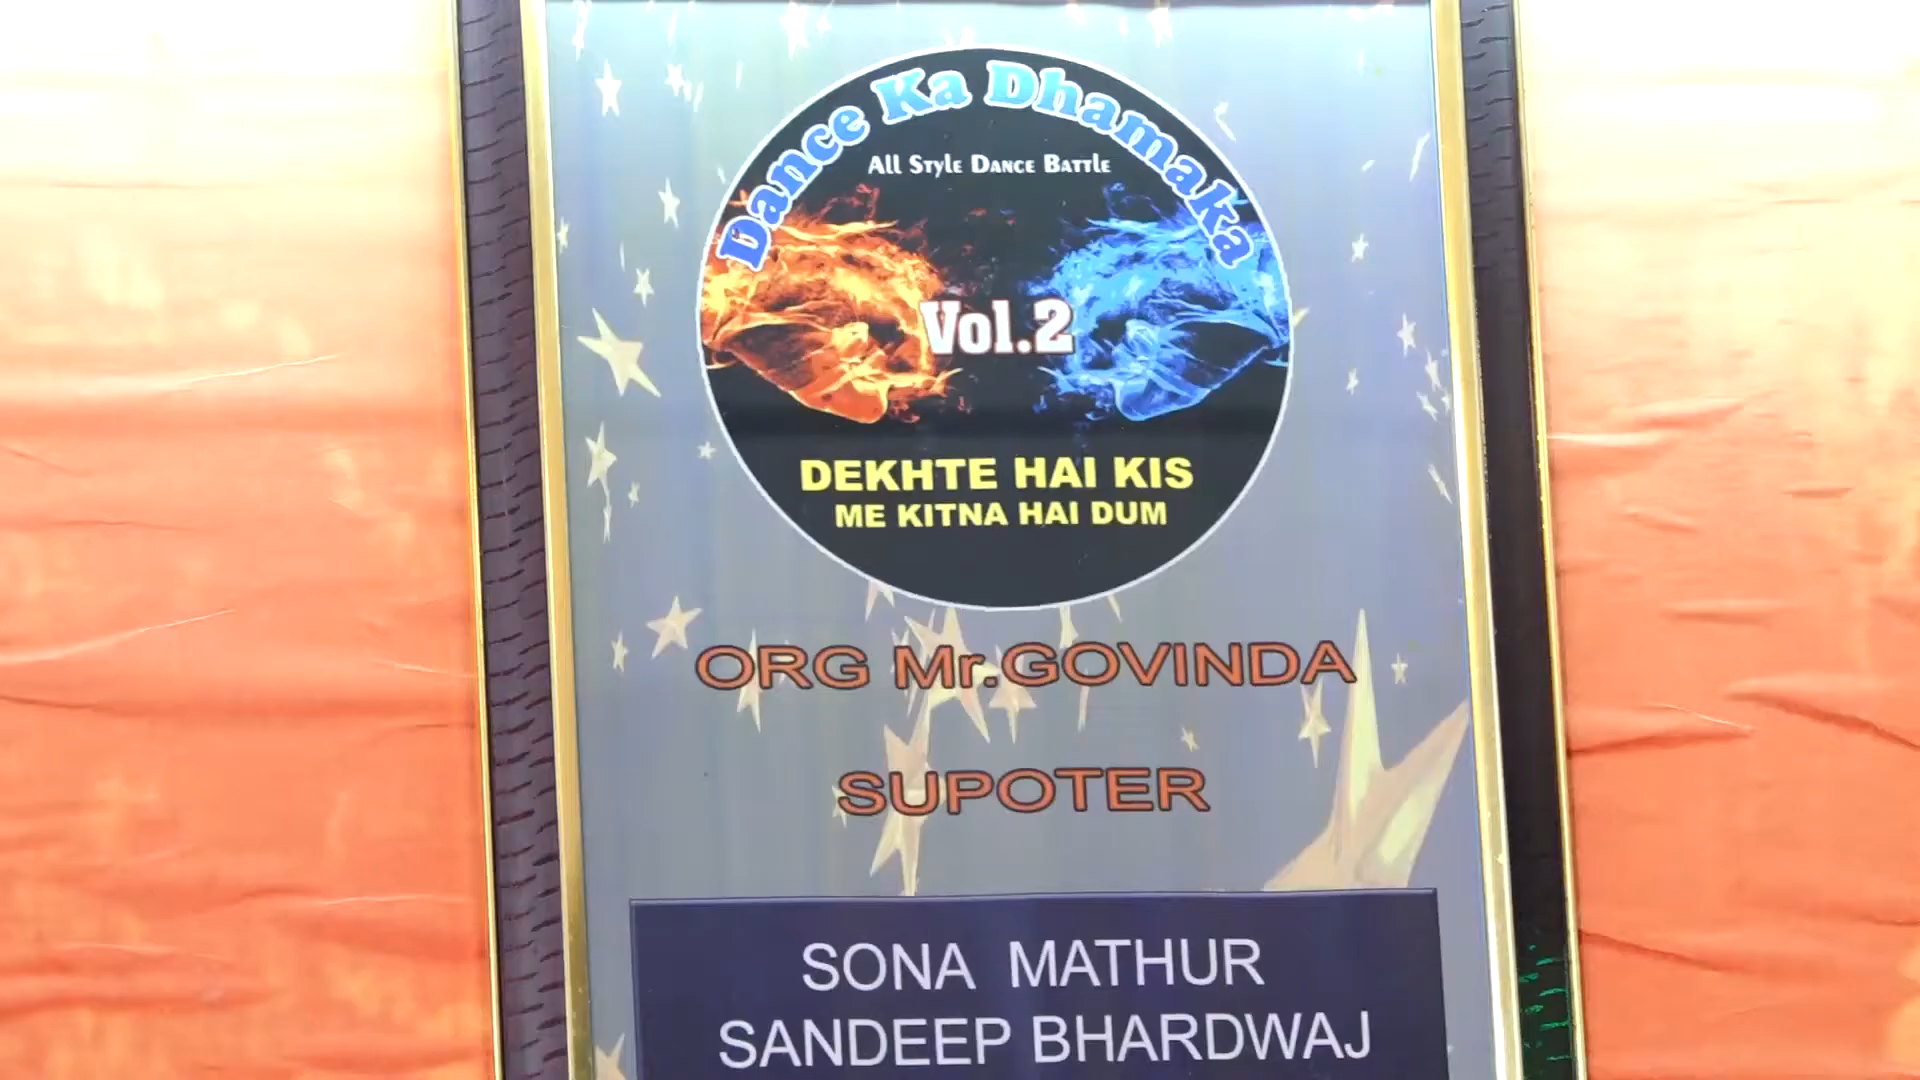 Dance Ka Dhamaka
All Style Dance Battle
Vol.2
DEKHTE HAI KIS
ME KITNA HAI DUM
ORG Mr.GOVINDA
SUPOTER
SONA MATHUR
SANDEEP BHARDWAJ